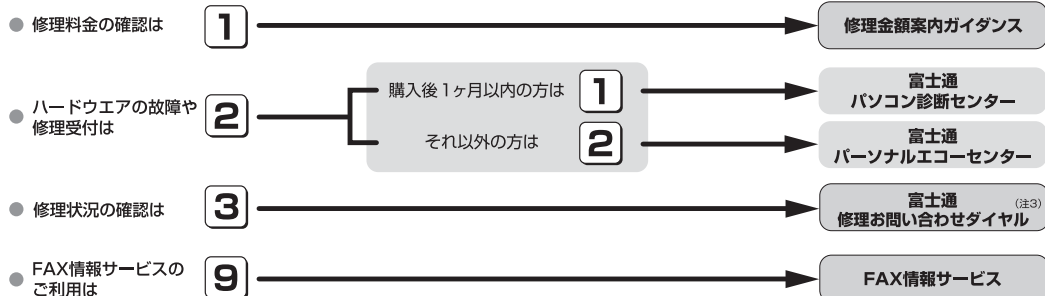 ● 修理料金の確認は 1 修理金額案内ガイダンス
● ハードウエアの故障や
修理受付は 2
購入後1ヶ月以内の方は 1
富士通
パソコン診断センター
それ以外の方は 2
富士通
パーソナルエコーセンター
● 修理状況の確認は 3
富士通 (注3)
修理お問い合わせダイヤル
● FAX情報サービスの
ご利用は 9
FAX情報サービス